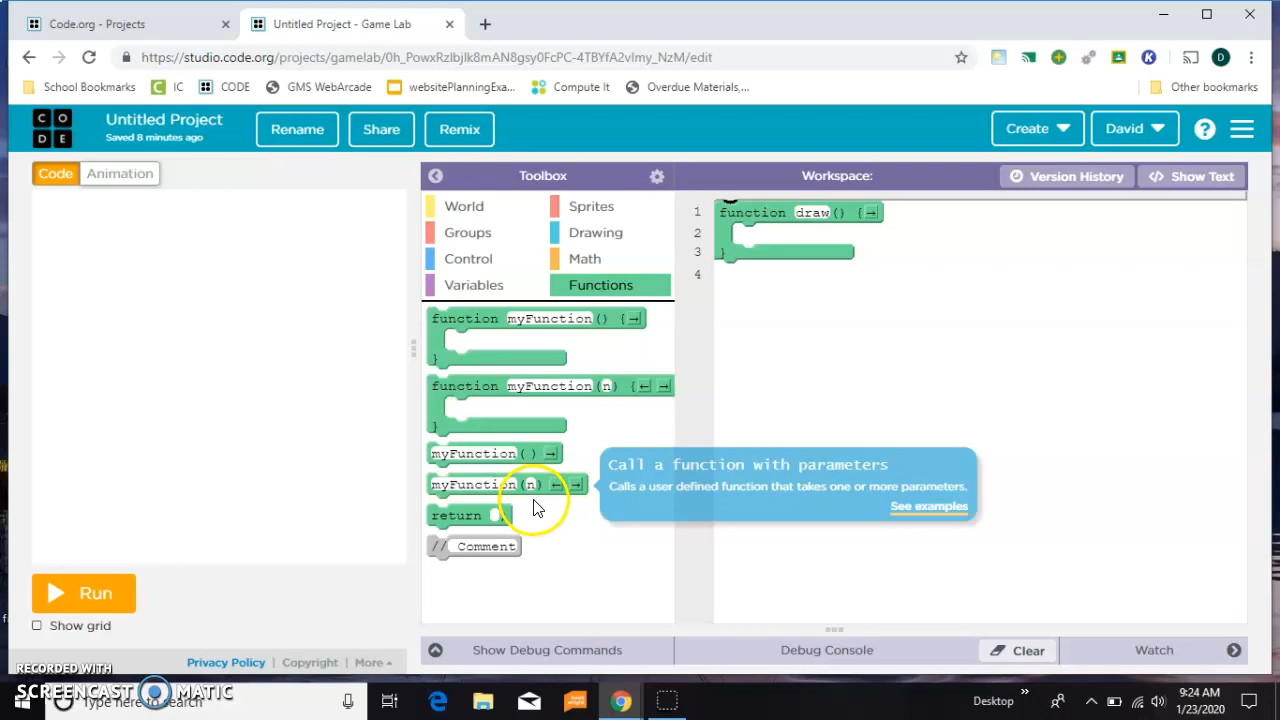 Code.org - Projects
Untitled Project - Game Lab
https://studio.code.org/projects/gamelab/0h_PowxRzIbjIk8mAN8gsy0FcPC-4TBYfA2vImy_NzM/edit
D
School Bookmarks
IC
CODE
GMS WebArcade
websitePlanningExa...
Compute It
Overdue Materials,...
Other bookmarks
C O
D E
Untitled Project
Saved 8 minutes ago
Rename
Share
Remix
Create
David
?
Code
Animation
Toolbox
Workspace:
Version History
</> Show Text
World
Sprites
Groups
Drawing
Control
Math
Variables
Functions
1 function draw() {
2
3 }
4
function myFunction() {
}
function myFunction(n) {
}
myFunction()
myFunction(n)
return
// Comment
Call a function with parameters
Calls a user defined function that takes one or more parameters.
See examples
Run
Show grid
Privacy Policy | Copyright | More
Show Debug Commands
Debug Console
Clear
Watch
RECORDED WITH
SCREENCAST MATIC
Type here to search
Desktop
9:24 AM
1/23/2020